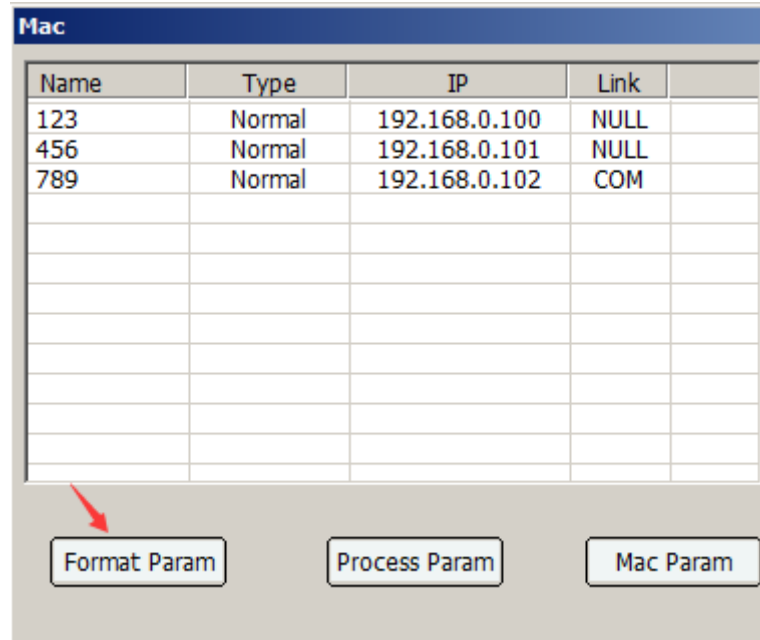 Mac
Name Type IP Link
123 Normal 192.168.0.100 NULL
456 Normal 192.168.0.101 NULL
789 Normal 192.168.0.102 COM
Format Param Process Param Mac Param